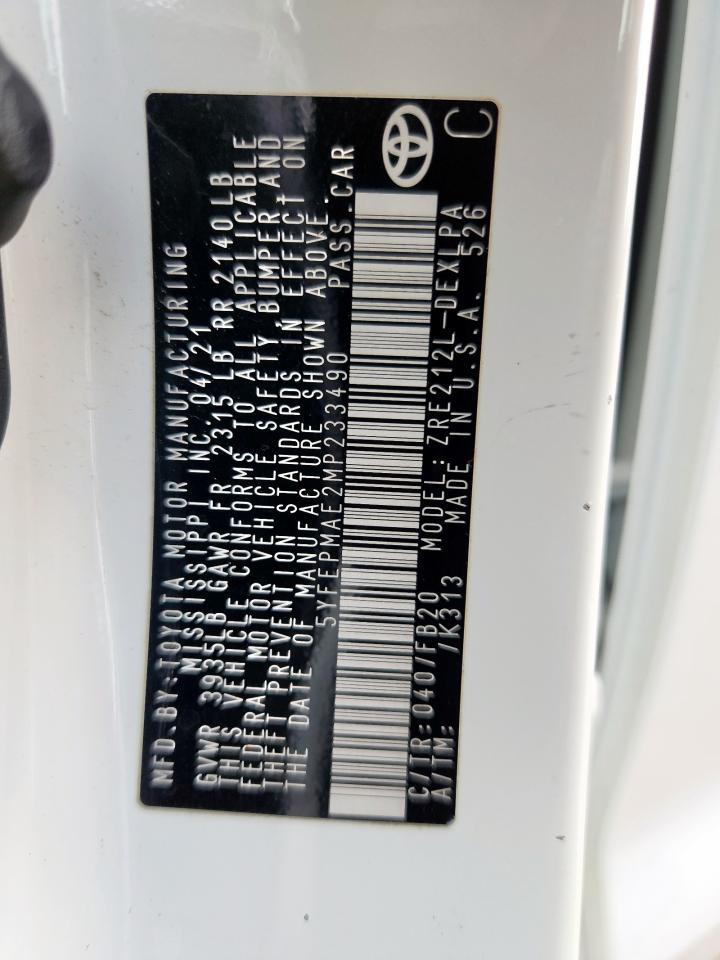 MFD. BY: TOYOTA MOTOR MANUFACTURING
MISSISSIPPI INC. 04/21
GVWR 3935LB GAWR FR 2315 LB RR 2140 LB
THIS VEHICLE CONFORMS TO ALL APPLICABLE
FEDERAL MOTOR VEHICLE SAFETY, BUMPER AND
THEFT PREVENTION STANDARDS IN EFFECT ON
THE DATE OF MANUFACTURE SHOWN ABOVE.
5YFEPMAE2MP233490 PASS. CAR
C/TR: 040/FB20 MODEL: ZRE212L-DEXLPA
A/TM: /K313 MADE IN U.S.A. 526
C